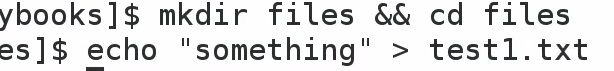 ybooks]$ mkdir files && cd files
es]$ echo "something" > test1.txt